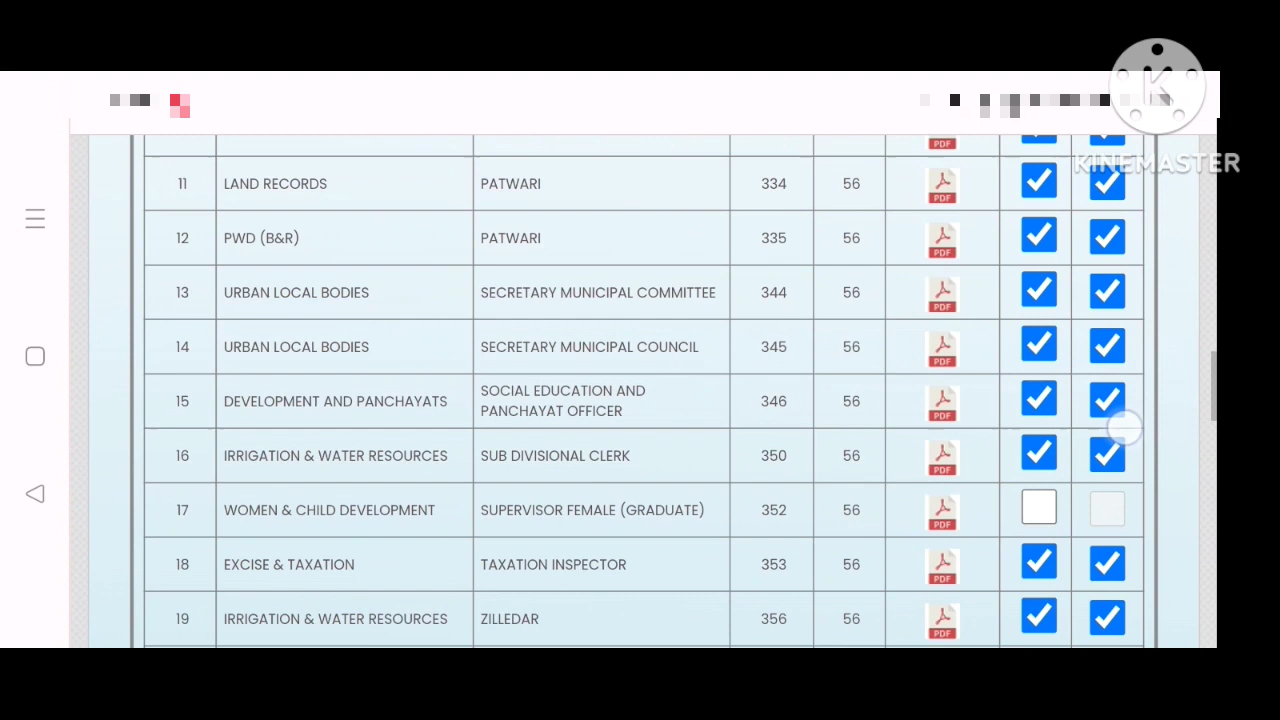 KINEMASTER
PDF
11 LAND RECORDS PATWARI 334 56 PDF
12 PWD (B&R) PATWARI 335 56 PDF
13 URBAN LOCAL BODIES SECRETARY MUNICIPAL COMMITTEE 344 56 PDF
14 URBAN LOCAL BODIES SECRETARY MUNICIPAL COUNCIL 345 56 PDF
15 DEVELOPMENT AND PANCHAYATS SOCIAL EDUCATION AND
PANCHAYAT OFFICER 346 56 PDF
16 IRRIGATION & WATER RESOURCES SUB DIVISIONAL CLERK 350 56 PDF
17 WOMEN & CHILD DEVELOPMENT SUPERVISOR FEMALE (GRADUATE) 352 56 PDF
18 EXCISE & TAXATION TAXATION INSPECTOR 353 56 PDF
19 IRRIGATION & WATER RESOURCES ZILLEDAR 356 56 PDF